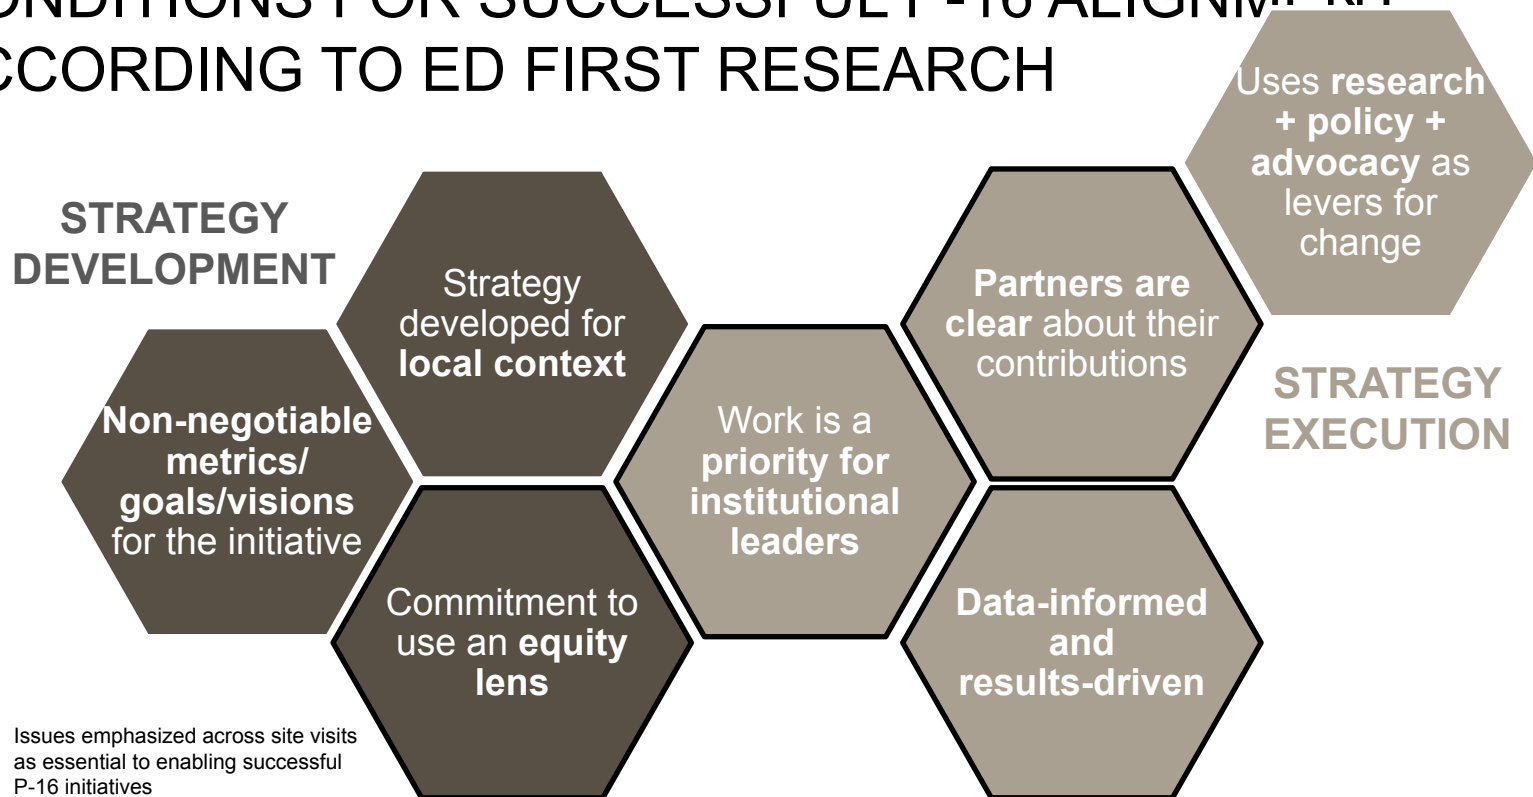 ONDITIONS FOR SUCCESSFUL P -16 ALIGNMENT
CCORDING TO ED FIRST RESEARCH
Uses research
+ policy +
advocacy as
levers for
change
STRATEGY
DEVELOPMENT
Strategy
developed for
local context
Partners are
clear about their
contributions
STRATEGY
EXECUTION
Non-negotiable
metrics/
goals/visions
for the initiative
Work is a
priority for
institutional
leaders
Commitment to
use an equity
lens
Data-informed
and
results-driven
Issues emphasized across site visits
as essential to enabling successful
P-16 initiatives